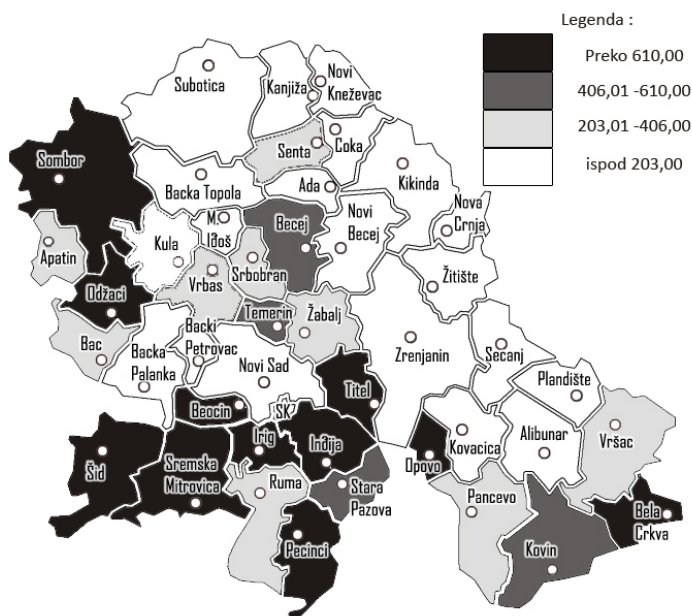 Legenda :
Preko 610,00
406,01 -610,00
203,01 -406,00
ispod 203,00
Subotica
Kanjiža
Novi
Kneževac
Sombor
Senta
Coka
Backa Topola
Ada
Kikinda
Apatin
Kula
M.
Iđoš
Becej
Novi
Becej
Nova
Crnja
Odžaci
Vrbas
Srbobran
Žitište
Bac
Backa
Palanka
Backi
Petrovac
Temerin
Žabalj
Novi Sad
Zrenjanin
Secanj
Plandište
Beocin
SK
Titel
Šid
Sremska
Mitrovica
Irig
Inđija
Opovo
Kovacica
Alibunar
Vršac
Ruma
Stara
Pazova
Pancevo
Pecinci
Kovin
Bela
Crkva